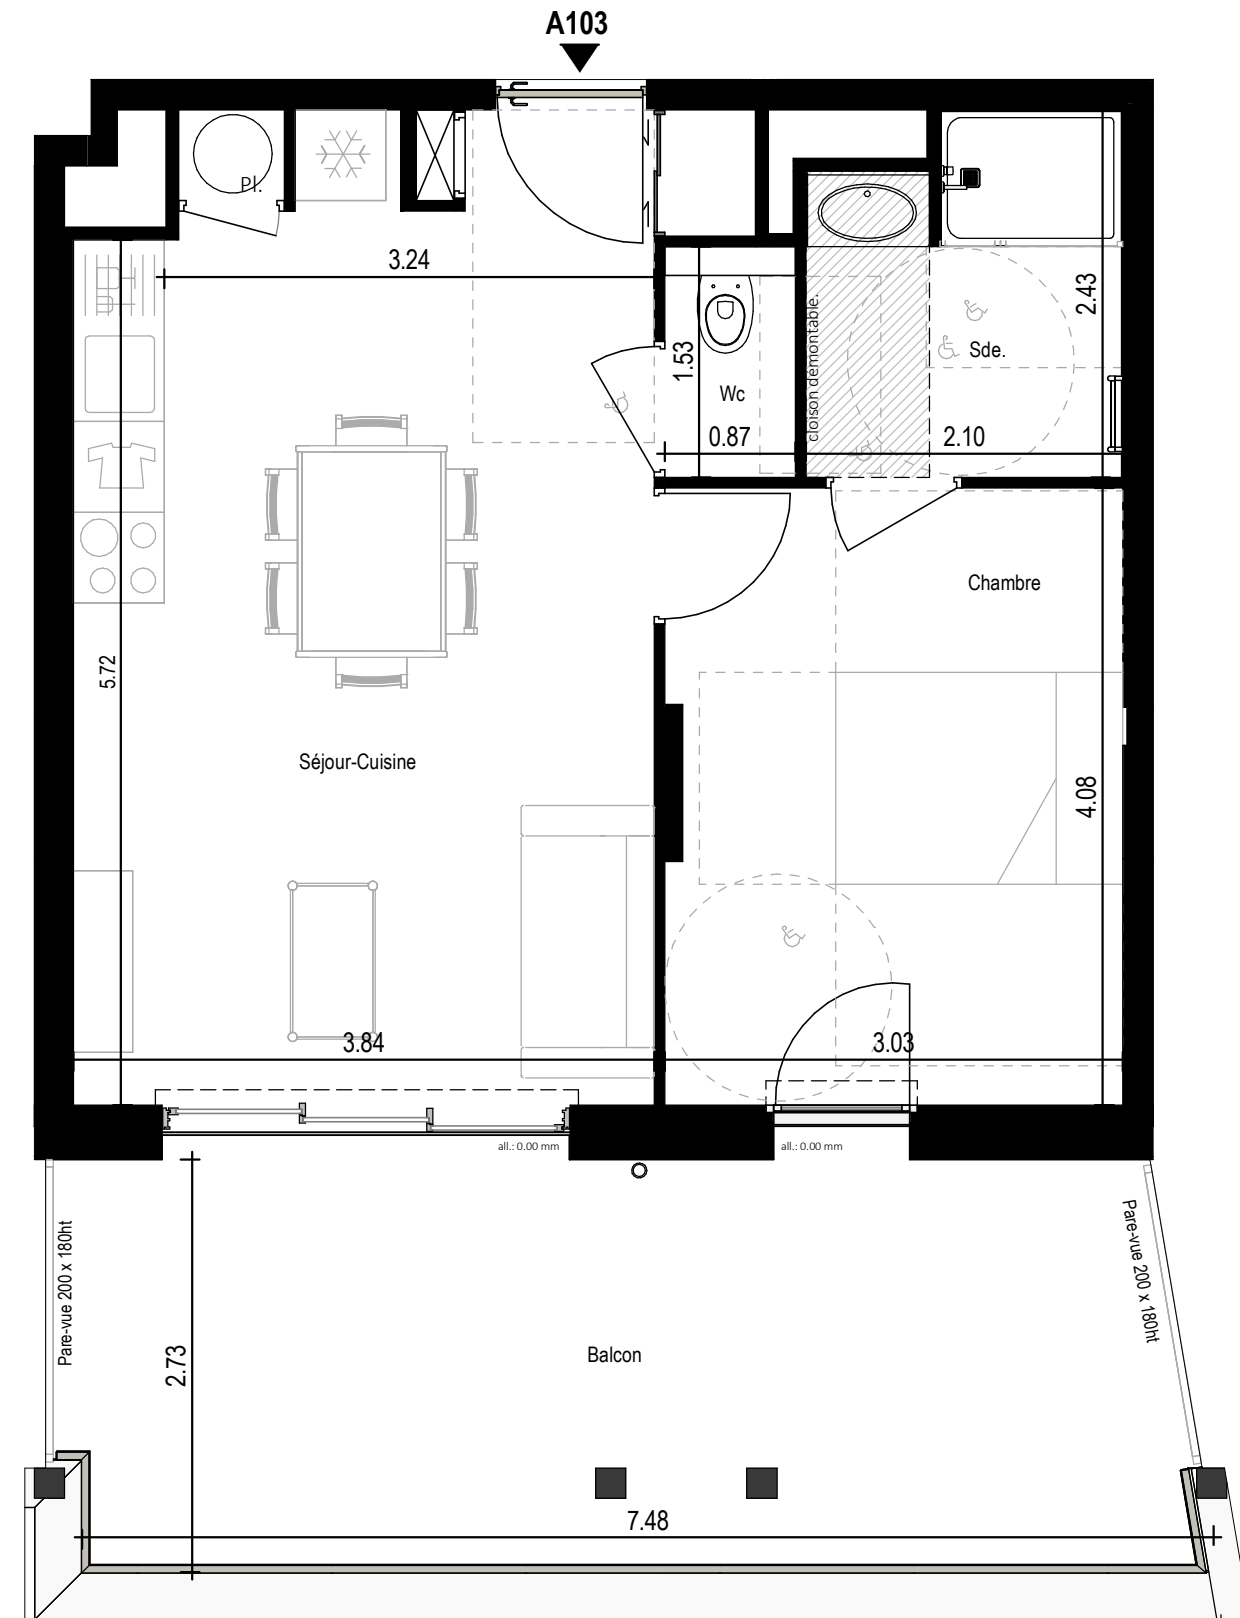 A103
Pl.
3.24
2.43
cloison démontable.
Sde.
1.53
Wc
0.87
2.10
Chambre
5.72
Séjour-Cuisine
4.08
3.84
3.03
all.: 0.00 mm
all.: 0.00 mm
Pare-vue 200 x 180ht
Pare-vue 200 x 180ht
2.73
Balcon
7.48